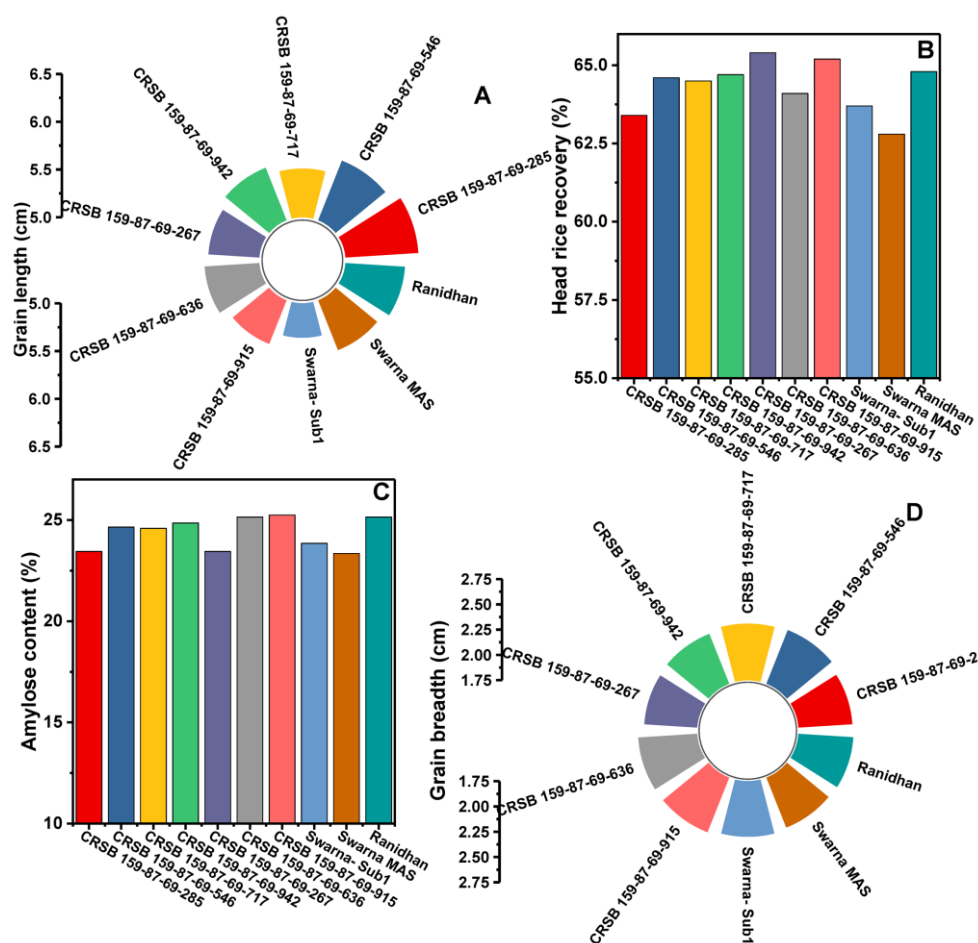 A
Grain length (cm)
6.5
6.0
5.5
5.0
5.0
5.5
6.0
6.5
CRSB 159-87-69-285
CRSB 159-87-69-546
CRSB 159-87-69-717
CRSB 159-87-69-942
CRSB 159-87-69-267
CRSB 159-87-69-636
CRSB 159-87-69-915
Swarna- Sub1
Swarna MAS
Ranidhan
B
Head rice recovery (%)
65.0
62.5
60.0
57.5
55.0
CRSB 159-87-69-285
CRSB 159-87-69-546
CRSB 159-87-69-717
CRSB 159-87-69-942
CRSB 159-87-69-267
CRSB 159-87-69-636
CRSB 159-87-69-915
Swarna- Sub1
Swarna MAS
Ranidhan
C
Amylose content (%)
25
20
15
10
CRSB 159-87-69-285
CRSB 159-87-69-546
CRSB 159-87-69-717
CRSB 159-87-69-942
CRSB 159-87-69-267
CRSB 159-87-69-636
CRSB 159-87-69-915
Swarna- Sub1
Swarna MAS
Ranidhan
D
Grain breadth (cm)
2.75
2.50
2.25
2.00
1.75
1.75
2.00
2.25
2.50
2.75
CRSB 159-87-69-2
CRSB 159-87-69-546
CRSB 159-87-69-717
CRSB 159-87-69-942
CRSB 159-87-69-267
CRSB 159-87-69-636
CRSB 159-87-69-915
Swarna- Sub1
Swarna MAS
Ranidhan